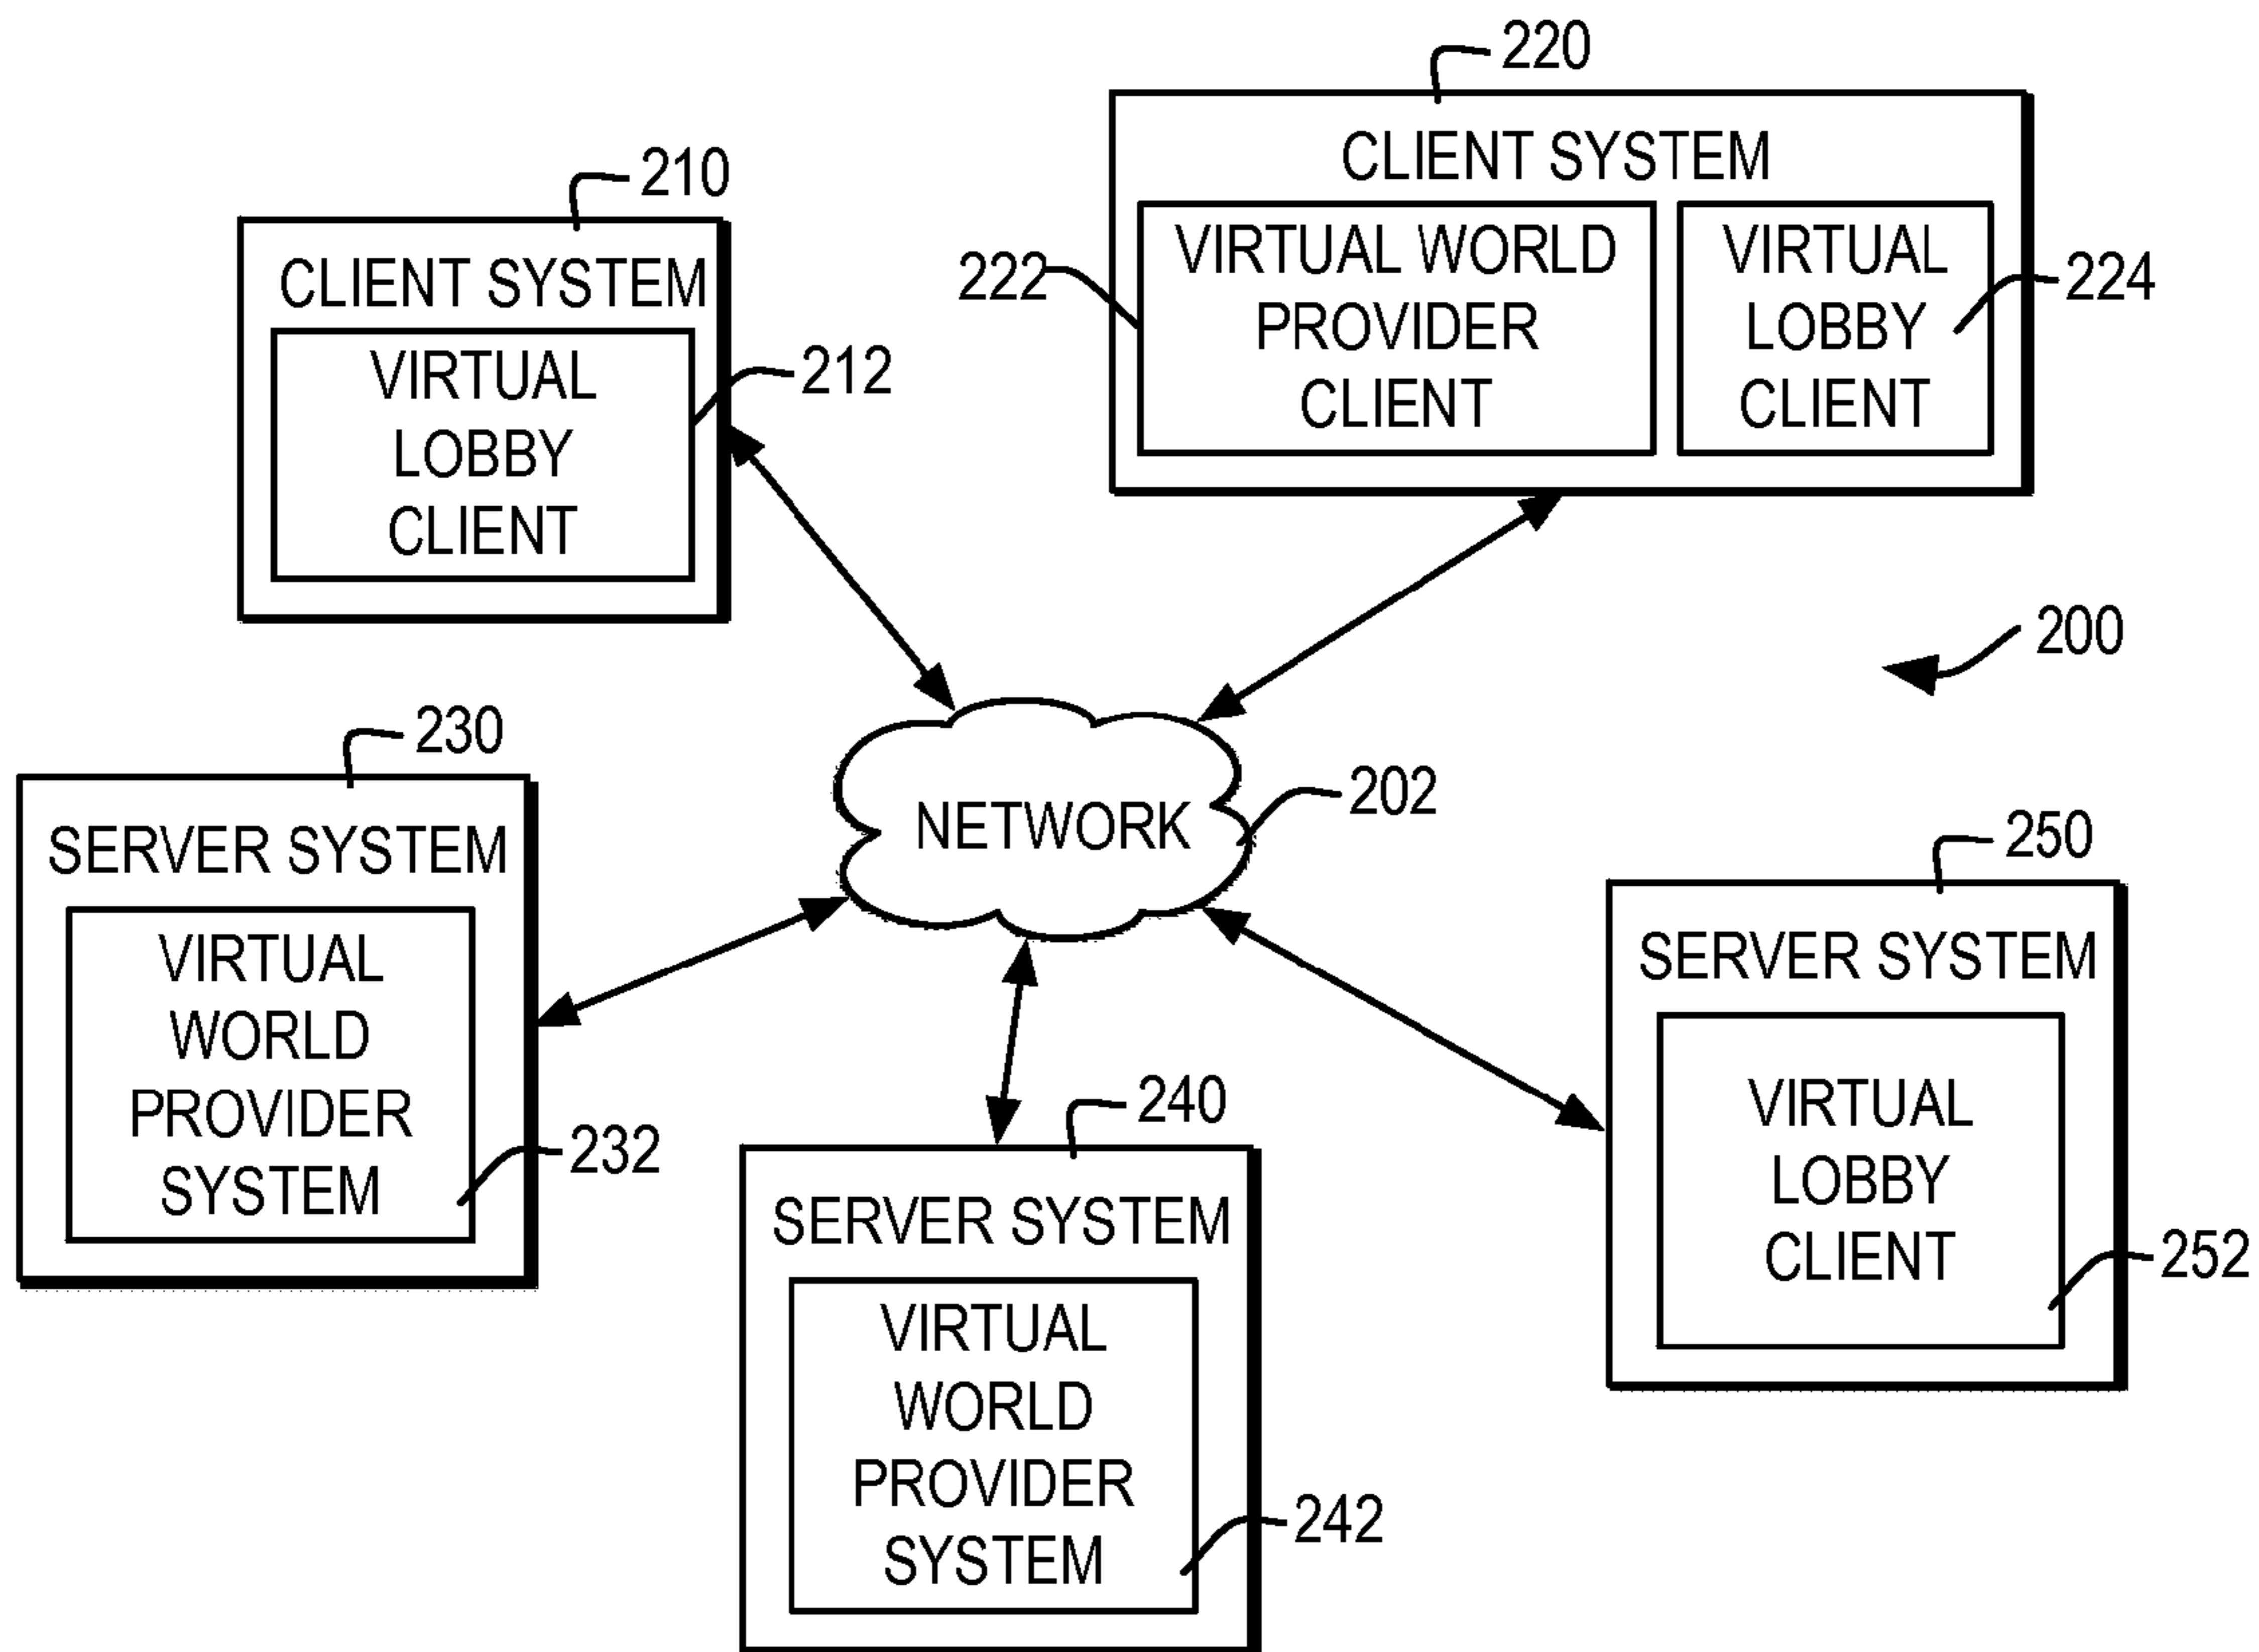 220
CLIENT SYSTEM
222
VIRTUAL WORLD
PROVIDER
CLIENT
VIRTUAL
LOBBY
CLIENT
224
210
CLIENT SYSTEM
VIRTUAL
LOBBY
CLIENT
212
200
NETWORK
202
230
SERVER SYSTEM
VIRTUAL
WORLD
PROVIDER
SYSTEM
232
240
SERVER SYSTEM
VIRTUAL
WORLD
PROVIDER
SYSTEM
242
250
SERVER SYSTEM
VIRTUAL
LOBBY
CLIENT
252